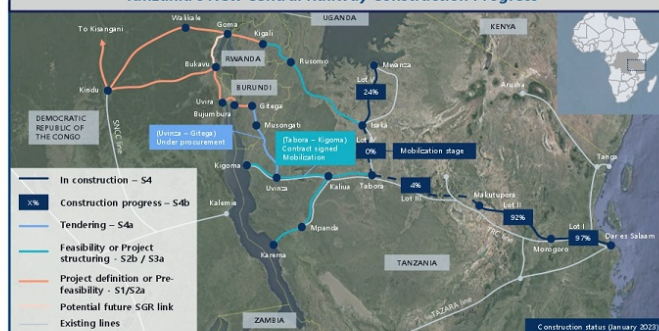 Tanzania's New Central Railway Construction Progress
UGANDA
KENYA
To Kisangani
Walikale
Goma
Kigali
Bukavu
RWANDA
Rusomo
Mwanza
Lot V
24%
Arusha
Kindu
BURUNDI
Uvira
Bujumbura
Gitega
Musongati
Isaka
Lot IV
0%
Mobilization stage
DEMOCRATIC
REPUBLIC OF
THE CONGO
SNCC line
(Uvinza – Gitega)
Under procurement
(Tabora – Kigoma)
Contract signed
Mobilization
Tanga
Kigoma
Uvinza
Kaliua
Tabora
4%
Lot III
Makutupora
Lot II
92%
Lot I
97%
Dar es Salaam
Morogoro
TRC
Kalemie
Mpanda
Karema
TANZANIA
TAZARA line
ZAMBIA
In construction – S4
X%
Construction progress – S4b
Tendering – S4a
Feasibility or Project
structuring - S2b / S3a
Project definition or Pre-
feasibility - S1/S2a
Potential future SGR link
Existing lines
Construction status (January 2023)